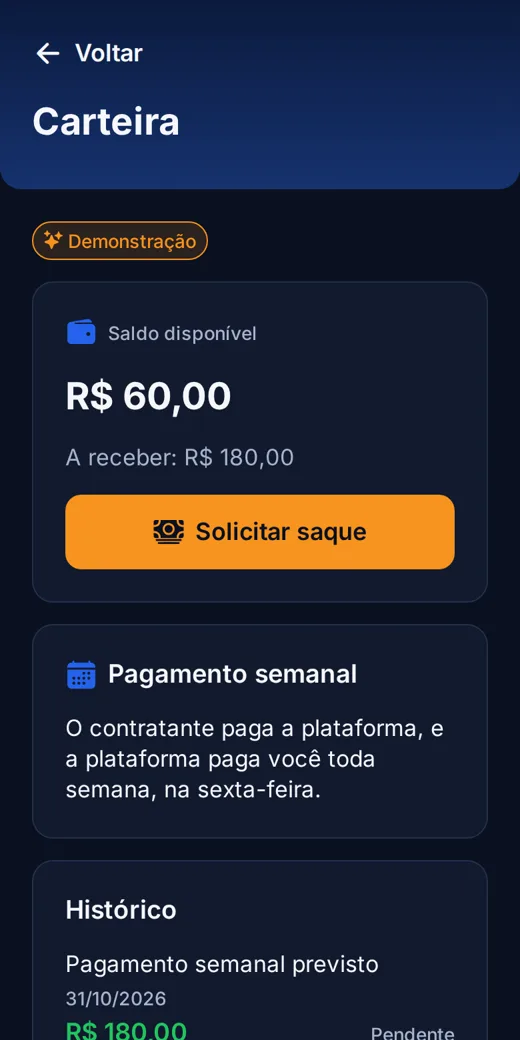 Voltar
Carteira
Demonstração
Saldo disponível
R$ 60,00
A receber: R$ 180,00
Solicitar saque
Pagamento semanal
O contratante paga a plataforma, e
a plataforma paga você toda
semana, na sexta-feira.
Histórico
Pagamento semanal previsto
31/10/2026
R$ 180,00
Pendente